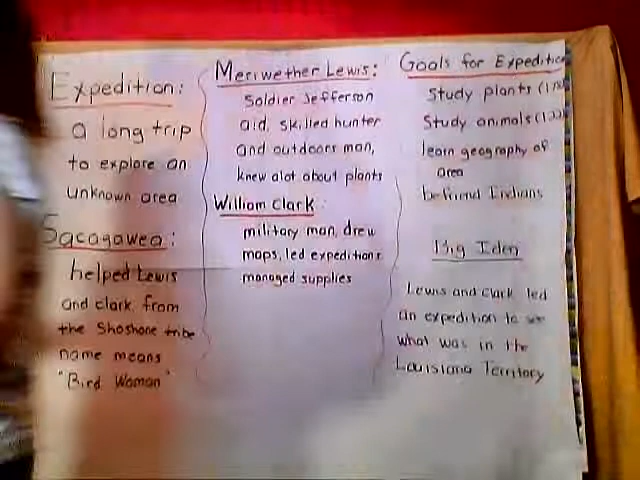 Expedition:
a long trip
to explore an
unknown area
Sacagawea:
helped Lewis
and clark from
the Shoshone tribe
name means
"Bird Woman"
Meriwether Lewis:
Soldier Jefferson
aid, skilled hunter
and outdoors man,
knew alot about plants
William Clark:
military man, drew
maps, led expeditions
managed supplies
Goals for Expedition
Study plants
Study animals
learn geography of
area
befriend Indians
Big Idea
Lewis and Clark led
an expedition to see
what was in the
Louisiana Territory